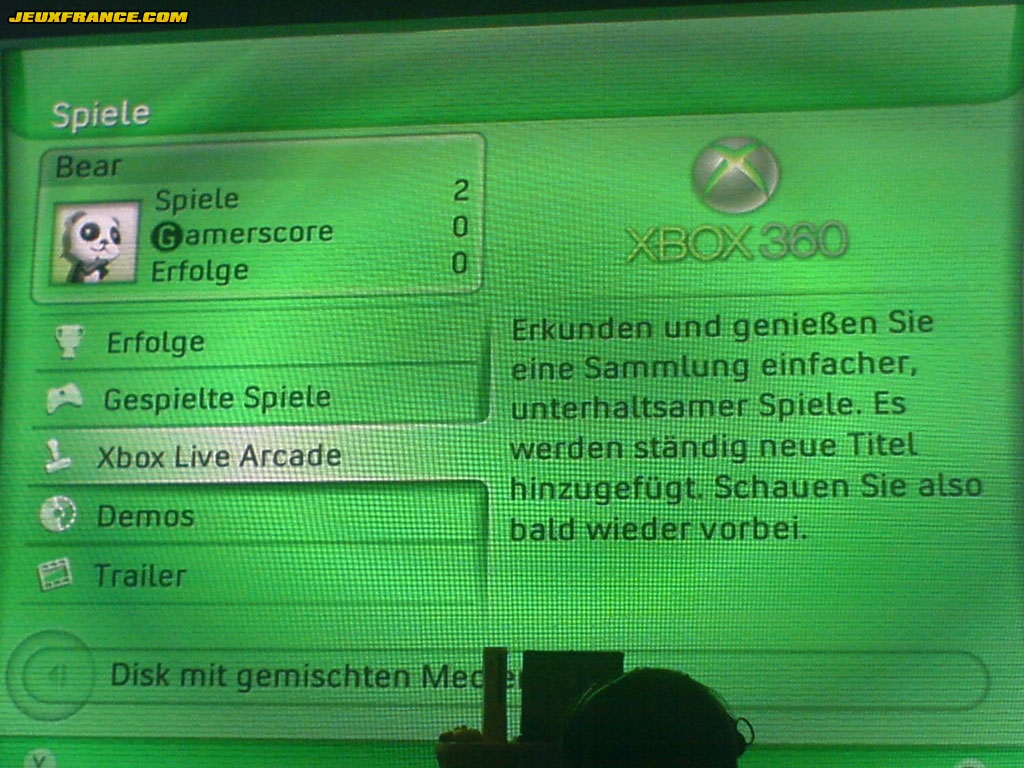 JEUXFRANCE.COM
Spiele
Bear
Spiele 2
Gamerscore 0
Erfolge 0
Erfolge
Gespielte Spiele
Xbox Live Arcade
Demos
Trailer
XBOX 360
Erkunden und genießen Sie
eine Sammlung einfacher,
unterhaltsamer Spiele. Es
werden ständig neue Titel
hinzugefügt. Schauen Sie also
bald wieder vorbei.
Disk mit gemischten
Y